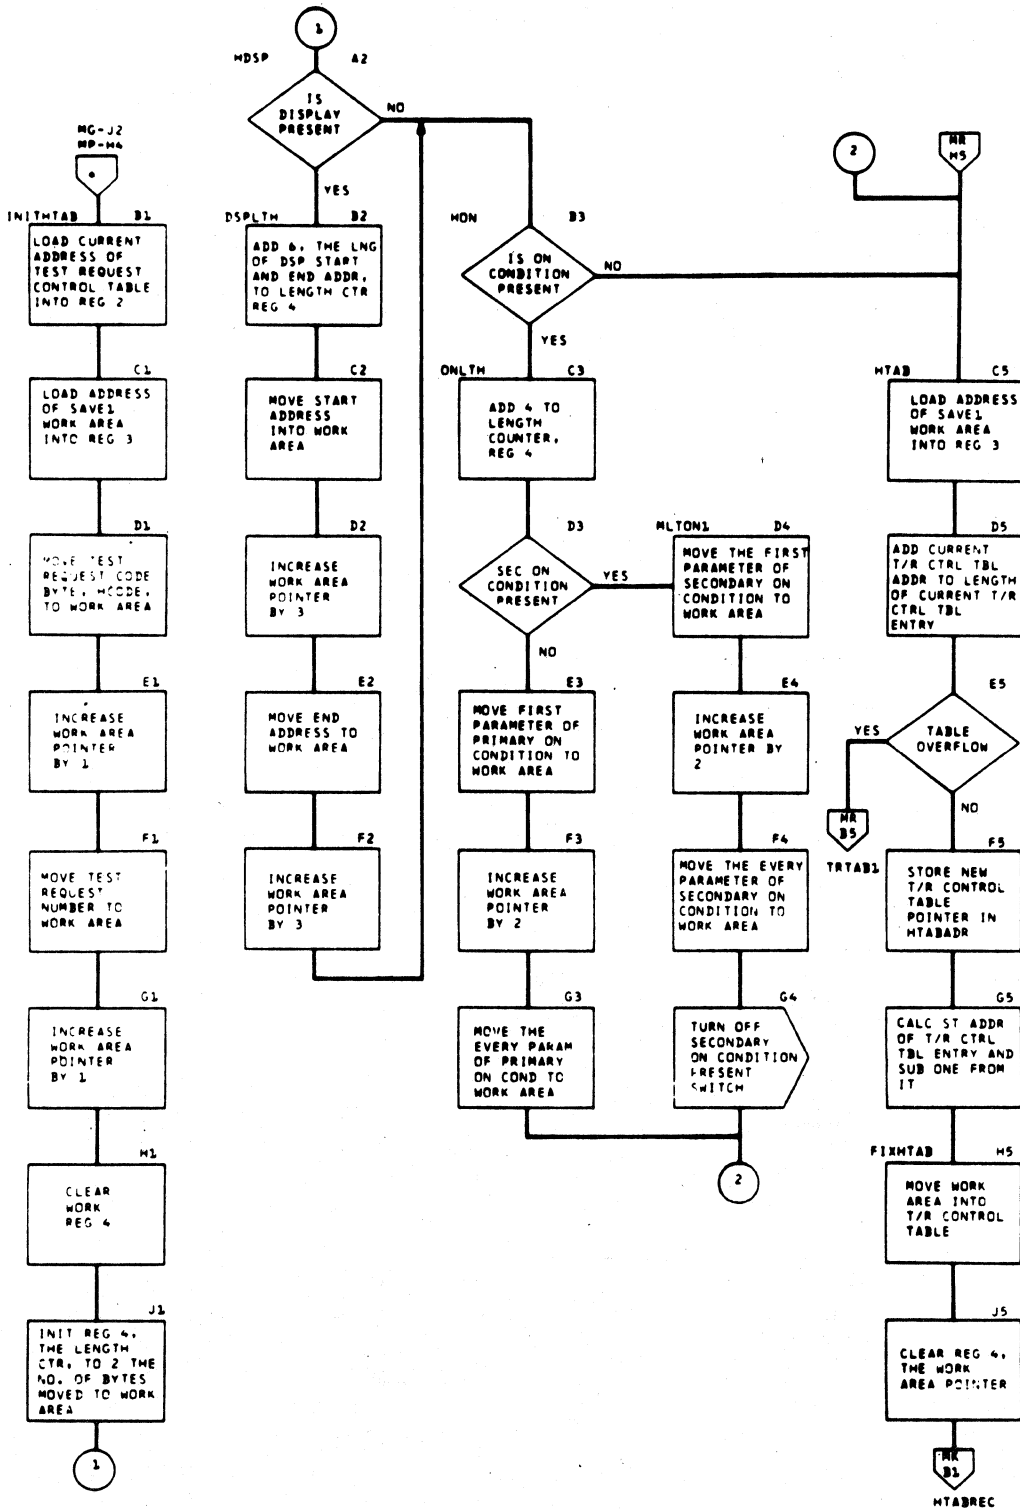 1
HDSP A2
IS
DISPLAY
PRESENT
NO
YES
MG-J2
MP-H4
INITHTAB B1
LOAD CURRENT
ADDRESS OF
TEST REQUEST
CONTROL TABLE
INTO REG 2
C1
LOAD ADDRESS
OF SAVE1
WORK AREA
INTO REG 3
D1
MOVE TEST
REQUEST CODE
BYTE, HCODE,
TO WORK AREA
E1
INCREASE
WORK AREA
POINTER
BY 1
F1
MOVE TEST
REQUEST
NUMBER TO
WORK AREA
G1
INCREASE
WORK AREA
POINTER
BY 1
H1
CLEAR
WORK
REG 4
J1
INIT REG 4,
THE LENGTH
CTR, TO 2 THE
NO. OF BYTES
MOVED TO WORK
AREA
1
DSPLTH B2
ADD 6, THE LNG
OF DSP START
AND END ADDR,
TO LENGTH CTR
REG 4
C2
MOVE START
ADDRESS
INTO WORK
AREA
D2
INCREASE
WORK AREA
POINTER
BY 3
E2
MOVE END
ADDRESS TO
WORK AREA
F2
INCREASE
WORK AREA
POINTER
BY 3
HON B3
IS ON
CONDITION
PRESENT
NO
YES
ONLTH C3
ADD 4 TO
LENGTH
COUNTER,
REG 4
D3
SEC ON
CONDITION
PRESENT
YES
NO
E3
MOVE FIRST
PARAMETER OF
PRIMARY ON
CONDITION TO
WORK AREA
F3
INCREASE
WORK AREA
POINTER
BY 2
G3
MOVE THE
EVERY PARAM
OF PRIMARY
ON COND TO
WORK AREA
MLTON1 D4
MOVE THE FIRST
PARAMETER OF
SECONDARY ON
CONDITION TO
WORK AREA
E4
INCREASE
WORK AREA
POINTER BY
2
F4
MOVE THE EVERY
PARAMETER OF
SECONDARY ON
CONDITION TO
WORK AREA
G4
TURN OFF
SECONDARY
ON CONDITION
PRESENT
SWITCH
2
2
MR
H5
HTAB C5
LOAD ADDRESS
OF SAVE1
WORK AREA
INTO REG 3
D5
ADD CURRENT
T/R CTRL TBL
ADDR TO LENGTH
OF CURRENT T/R
CTRL TBL
ENTRY
E5
TABLE
OVERFLOW
YES
NO
MR
B5
TRTAB1
F5
STORE NEW
T/R CONTROL
TABLE
POINTER IN
HTABADR
G5
CALC ST ADDR
OF T/R CTRL
TBL ENTRY AND
SUB ONE FROM
IT
FIXHTAB H5
MOVE WORK
AREA INTO
T/R CONTROL
TABLE
J5
CLEAR REG 4,
THE WORK
AREA POINTER
B1
HTABREC